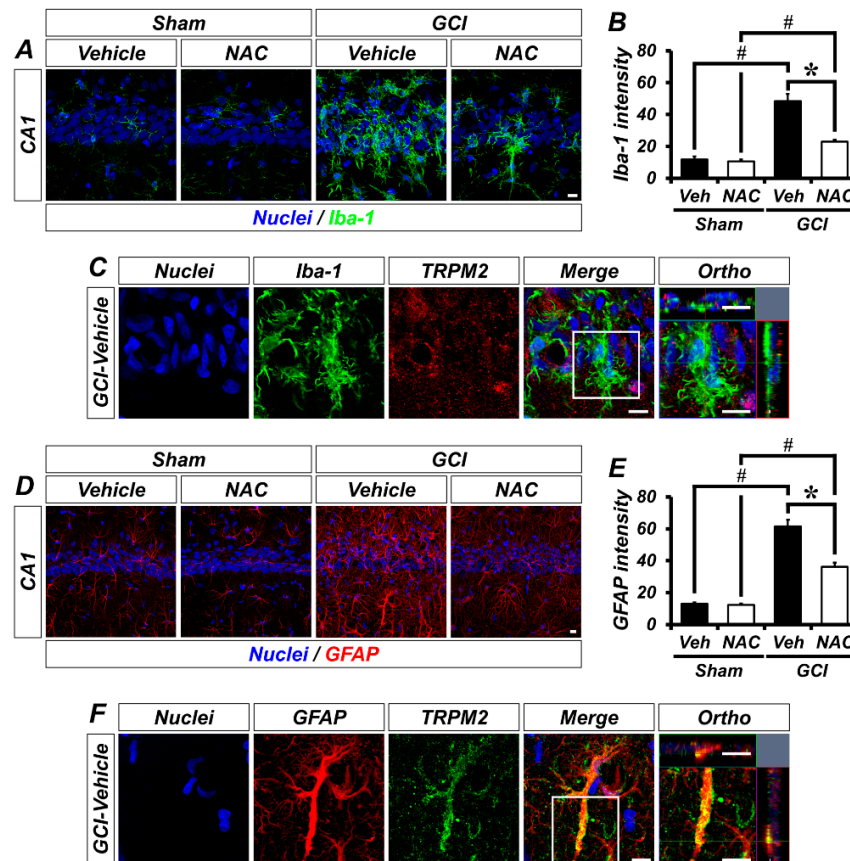 Sham GCI
A Vehicle NAC Vehicle NAC
CA1
Nuclei / Iba-1
B
Iba-1 intensity
80
60
40
20
0
# # *
Veh NAC Veh NAC
Sham GCI
C Nuclei Iba-1 TRPM2 Merge Ortho
GCI-Vehicle
Sham GCI
D Vehicle NAC Vehicle NAC
CA1
Nuclei / GFAP
E
GFAP intensity
80
60
40
20
0
# # *
Veh NAC Veh NAC
Sham GCI
F Nuclei GFAP TRPM2 Merge Ortho
GCI-Vehicle